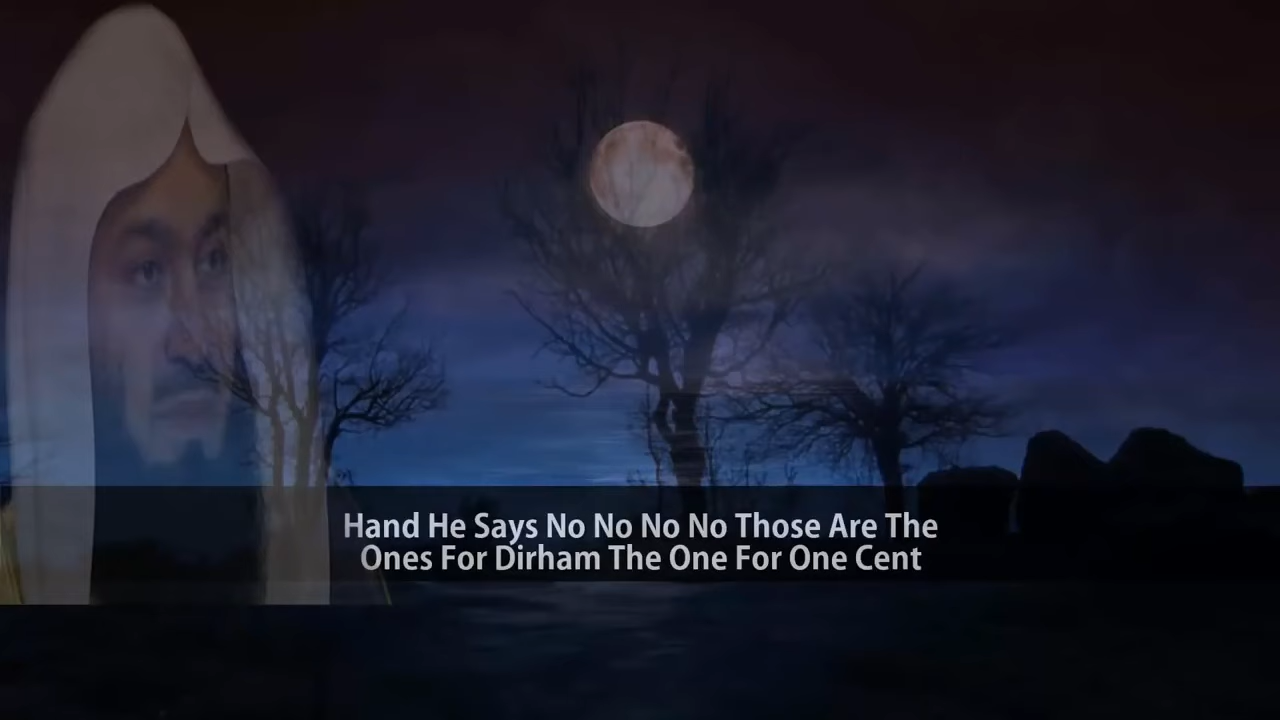 Hand He Says No No No No Those Are The
Ones For Dirham The One For One Cent